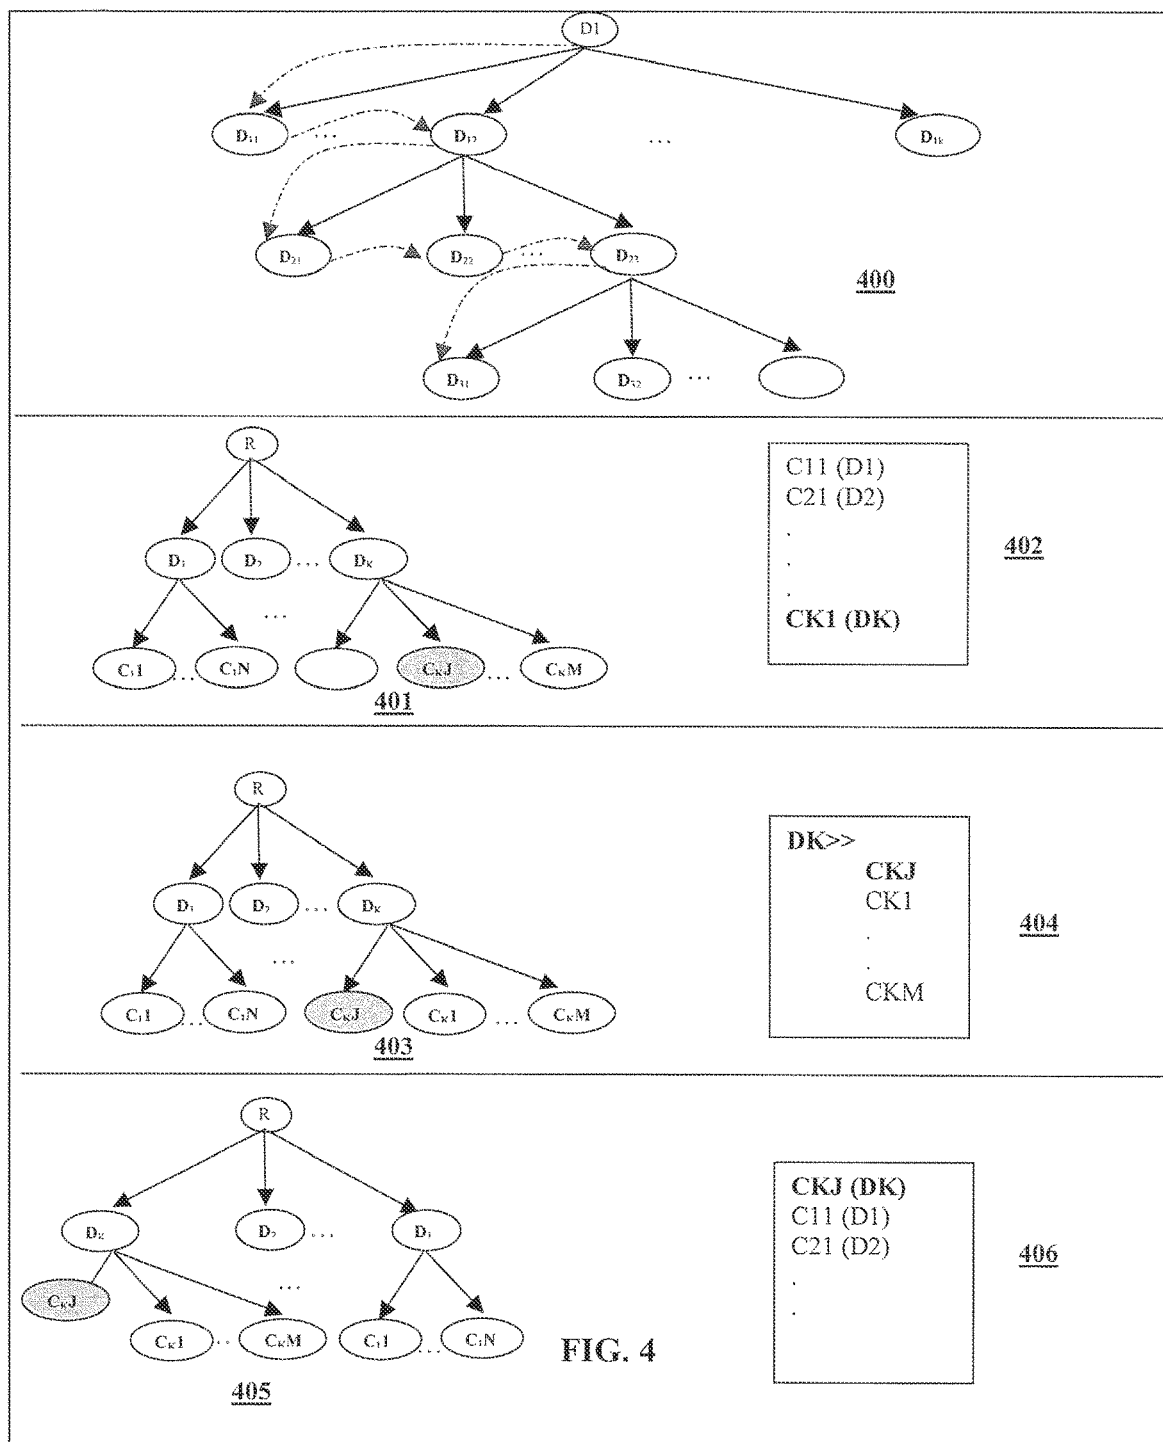 D1
D₁₁ ... D₁₂ ... D₁ₖ
D₂₁ D₂₂ ... D₂₃
400
D₃₁ D₃₂ ...
R
D₁ D₂ ... Dₖ
...
C₁1 ... C₁N CₖJ ... CₖM
401
C11 (D1)
C21 (D2)
.
.
.
CK1 (DK)
402
R
D₁ D₂ ... Dₖ
...
C₁1 ... C₁N CₖJ Cₖ1 ... CₖM
403
DK>>
CKJ
CK1
.
.
CKM
404
R
Dₖ D₂ ... D₁
...
CₖJ
Cₖ1 ... CₖM C₁1 ... C₁N
405
FIG. 4
CKJ (DK)
C11 (D1)
C21 (D2)
.
.
406